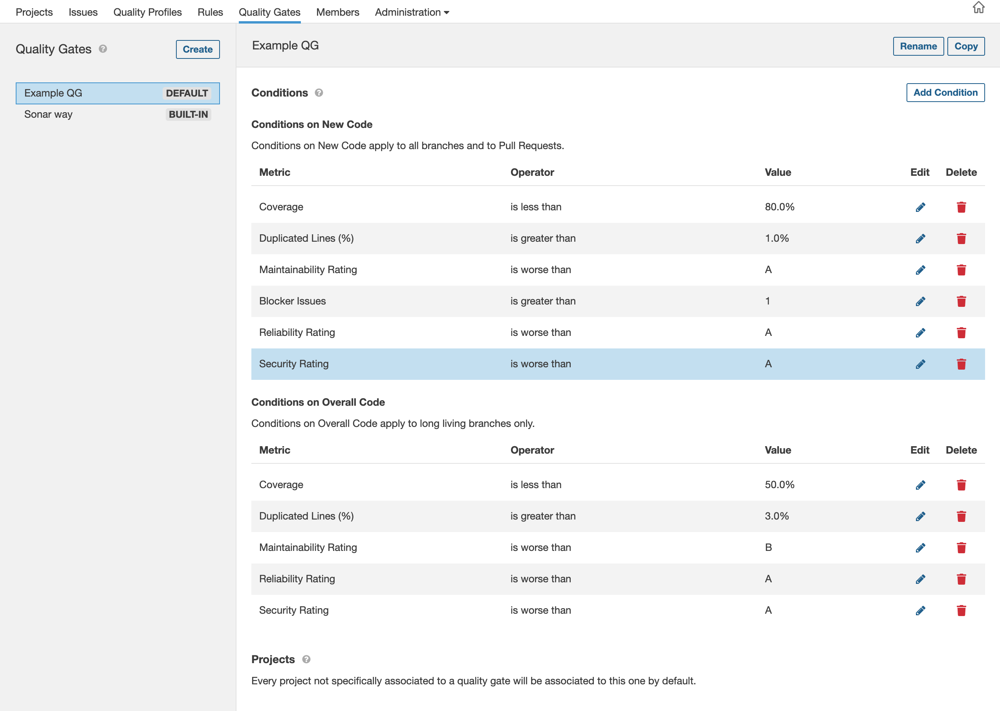 Projects Issues Quality Profiles Rules Quality Gates Members Administration
Quality Gates ? Create
Example QG DEFAULT
Sonar way BUILT-IN
Example QG Rename Copy
Conditions ? Add Condition
Conditions on New Code
Conditions on New Code apply to all branches and to Pull Requests.
Metric Operator Value Edit Delete
Coverage is less than 80.0%
Duplicated Lines (%) is greater than 1.0%
Maintainability Rating is worse than A
Blocker Issues is greater than 1
Reliability Rating is worse than A
Security Rating is worse than A
Conditions on Overall Code
Conditions on Overall Code apply to long living branches only.
Metric Operator Value Edit Delete
Coverage is less than 50.0%
Duplicated Lines (%) is greater than 3.0%
Maintainability Rating is worse than B
Reliability Rating is worse than A
Security Rating is worse than A
Projects ?
Every project not specifically associated to a quality gate will be associated to this one by default.